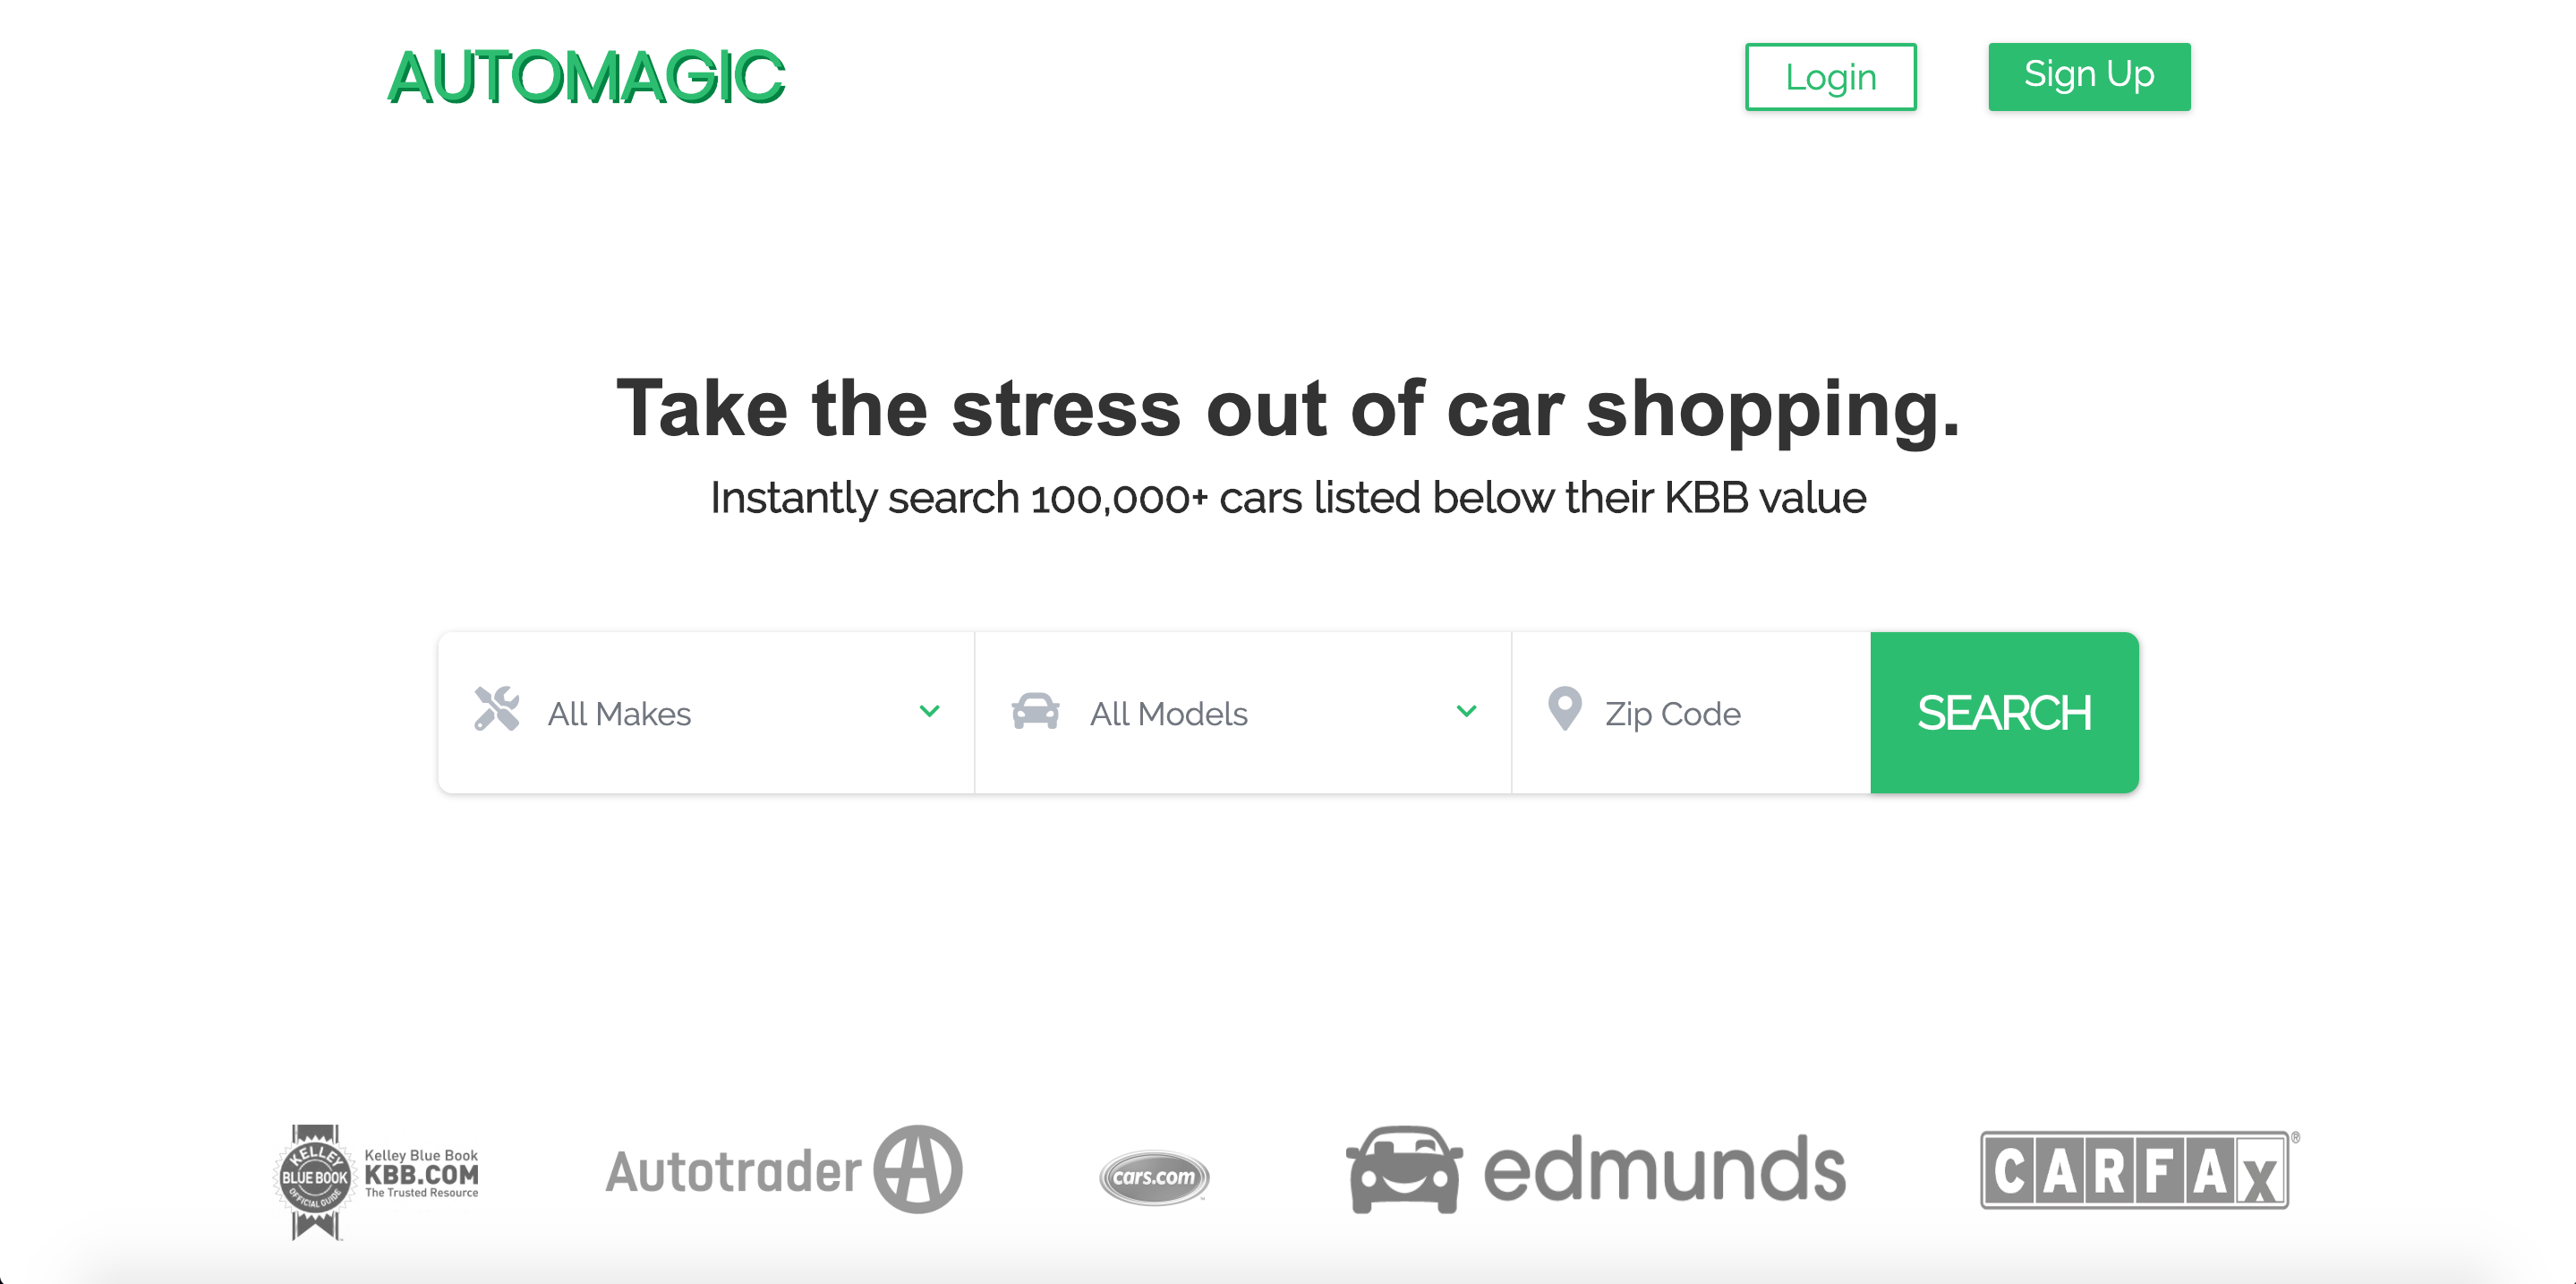 AUTOMAGIC
Login
Sign Up
Take the stress out of car shopping.
Instantly search 100,000+ cars listed below their KBB value
All Makes
All Models
Zip Code
SEARCH
KELLEY
BLUE BOOK
OFFICIAL GUIDE
Kelley Blue Book
KBB.COM
The Trusted Resource
Autotrader
cars.com
edmunds
CARFAX®